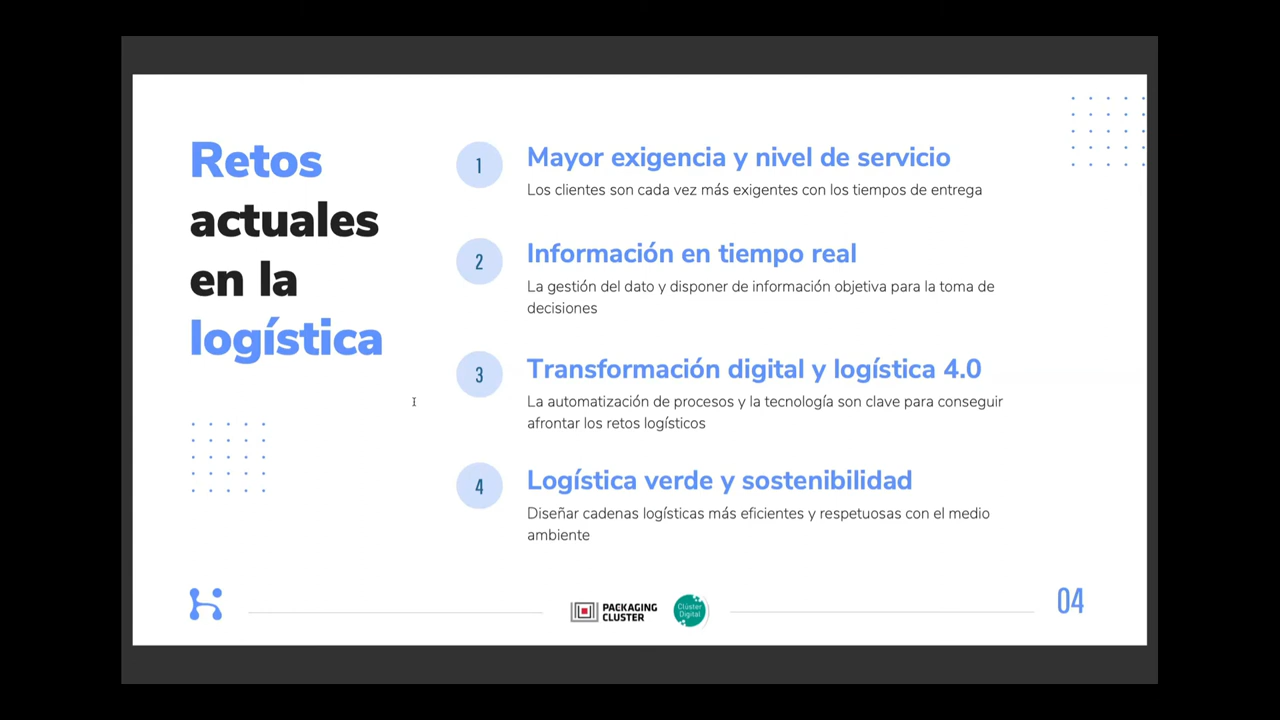 Retos
actuales
en la
logística
1
Mayor exigencia y nivel de servicio
Los clientes son cada vez más exigentes con los tiempos de entrega
2
Información en tiempo real
La gestión del dato y disponer de información objetiva para la toma de
decisiones
3
Transformación digital y logística 4.0
La automatización de procesos y la tecnología son clave para conseguir
afrontar los retos logísticos
4
Logística verde y sostenibilidad
Diseñar cadenas logísticas más eficientes y respetuosas con el medio
ambiente
PACKAGING
CLUSTER
Clúster
Digital
04